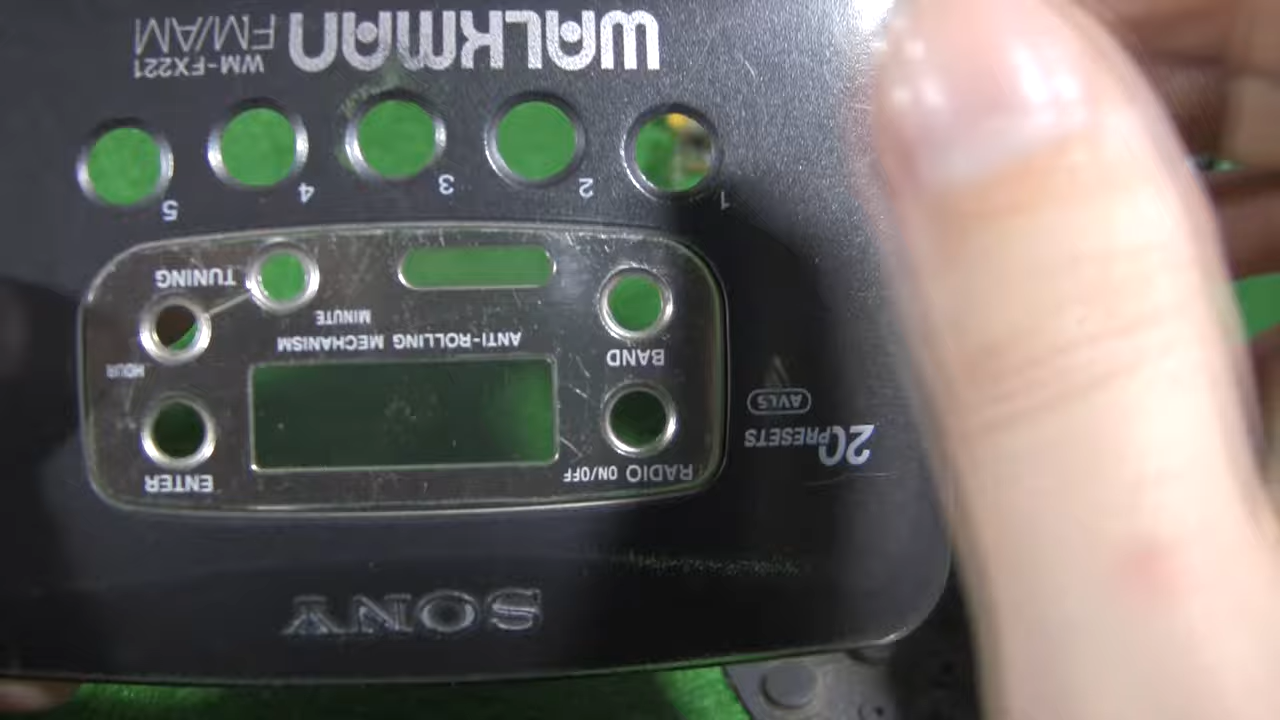 SONY
20 PRESETS
AVLS
RADIO ON/OFF
ENTER
BAND
HOUR
ANTI-ROLLING MECHANISM
MINUTE
TUNING
1 2 3 4 5
WALKMAN
WM-FX221
FM/AM